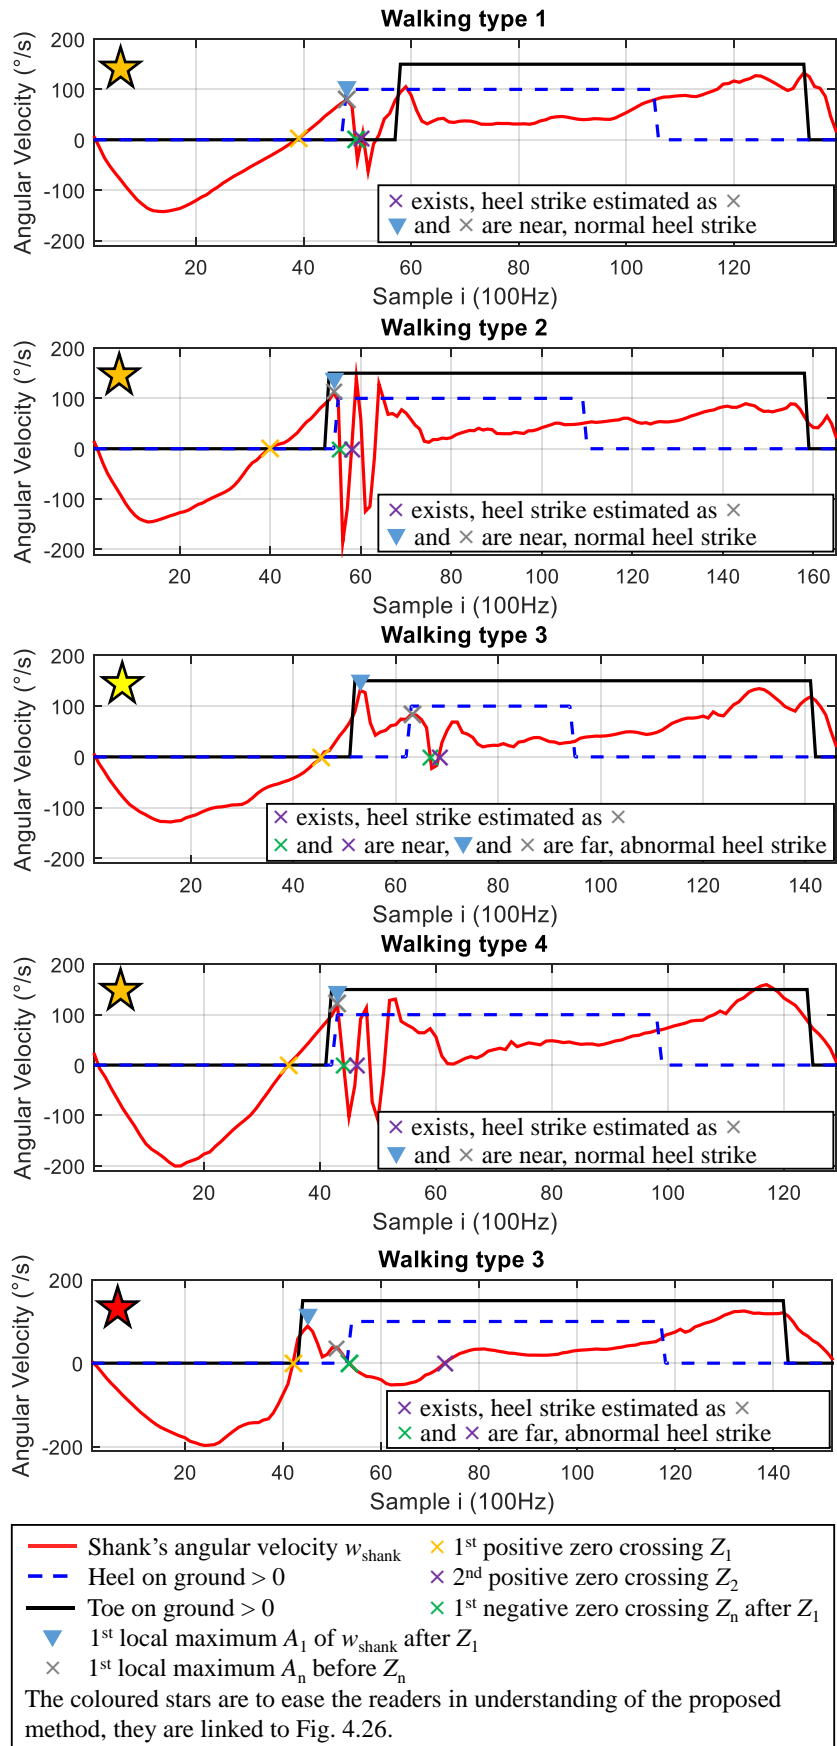 Walking type 1
Angular Velocity (°/s)
200
100
0
-100
-200
20
40
60
80
100
120
× exists, heel strike estimated as ×
▼ and × are near, normal heel strike
Sample i (100Hz)
Walking type 2
Angular Velocity (°/s)
200
100
0
-100
-200
20
40
60
80
100
120
140
160
× exists, heel strike estimated as ×
▼ and × are near, normal heel strike
Sample i (100Hz)
Walking type 3
Angular Velocity (°/s)
200
100
0
-100
-200
20
40
60
80
100
120
140
× exists, heel strike estimated as ×
× and × are near, ▼ and × are far, abnormal heel strike
Sample i (100Hz)
Walking type 4
Angular Velocity (°/s)
200
100
0
-100
-200
20
40
60
80
100
120
× exists, heel strike estimated as ×
▼ and × are near, normal heel strike
Sample i (100Hz)
Walking type 3
Angular Velocity (°/s)
200
0
-200
20
40
60
80
100
120
140
× exists, heel strike estimated as ×
× and × are far, abnormal heel strike
Sample i (100Hz)
Shank's angular velocity w_shank
× 1st positive zero crossing Z_1
Heel on ground > 0
× 2nd positive zero crossing Z_2
Toe on ground > 0
× 1st negative zero crossing Z_n after Z_1
▼ 1st local maximum A_1 of w_shank after Z_1
× 1st local maximum A_n before Z_n
The coloured stars are to ease the readers in understanding of the proposed
method, they are linked to Fig. 4.26.